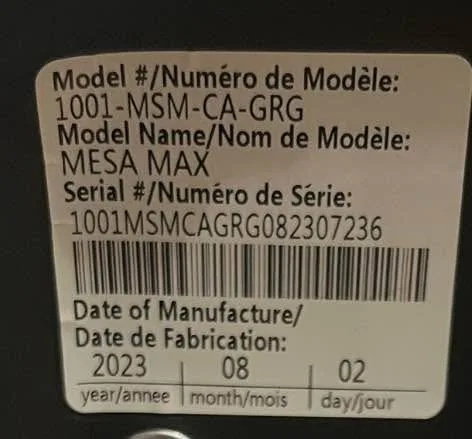 Model #/Numéro de Modèle:
1001-MSM-CA-GRG
Model Name/Nom de Modèle:
MESA MAX
Serial #/Numéro de Série:
1001MSMCAGRG082307236
Date of Manufacture/
Date de Fabrication:
2023 08 02
year/annee month/mois day/jour